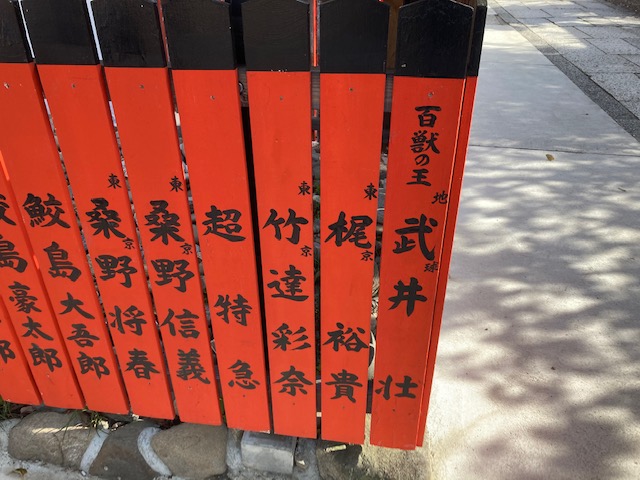 百獣の王
地球
武井壮
東京
梶裕貴
東京
竹達彩奈
超特急
東京
桑野信義
東京
桑野将春
鮫島大吾郎
島豪太郎